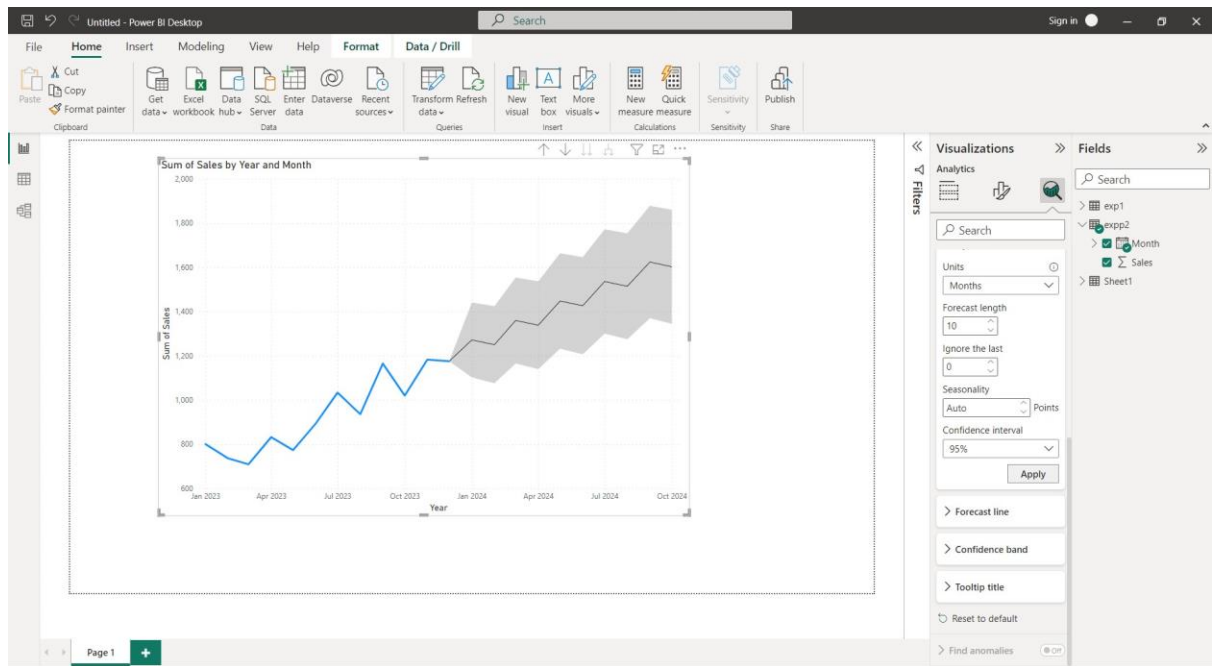 Untitled - Power BI Desktop
Search
Sign in
File Home Insert Modeling View Help Format Data / Drill
Paste
Cut
Copy
Format painter
Get data
Excel workbook
Data hub
SQL Server
Enter data
Dataverse
Recent sources
Transform data
Refresh
New visual
Text box
More visuals
New measure
Quick measure
Sensitivity
Publish
Clipboard Data Queries Insert Calculations Sensitivity Share
Sum of Sales by Year and Month
2,000
1,800
1,600
1,400
1,200
1,000
800
600
Sum of Sales
Jan 2023 Apr 2023 Jul 2023 Oct 2023 Jan 2024 Apr 2024 Jul 2024 Oct 2024
Year
Filters
Visualizations
Analytics
Search
Units
Months
Forecast length
10
Ignore the last
0
Seasonality
Auto Points
Confidence interval
95%
Apply
Forecast line
Confidence band
Tooltip title
Reset to default
Find anomalies Off
Fields
Search
exp1
expp2
Month
Sales
Sheet1
Page 1